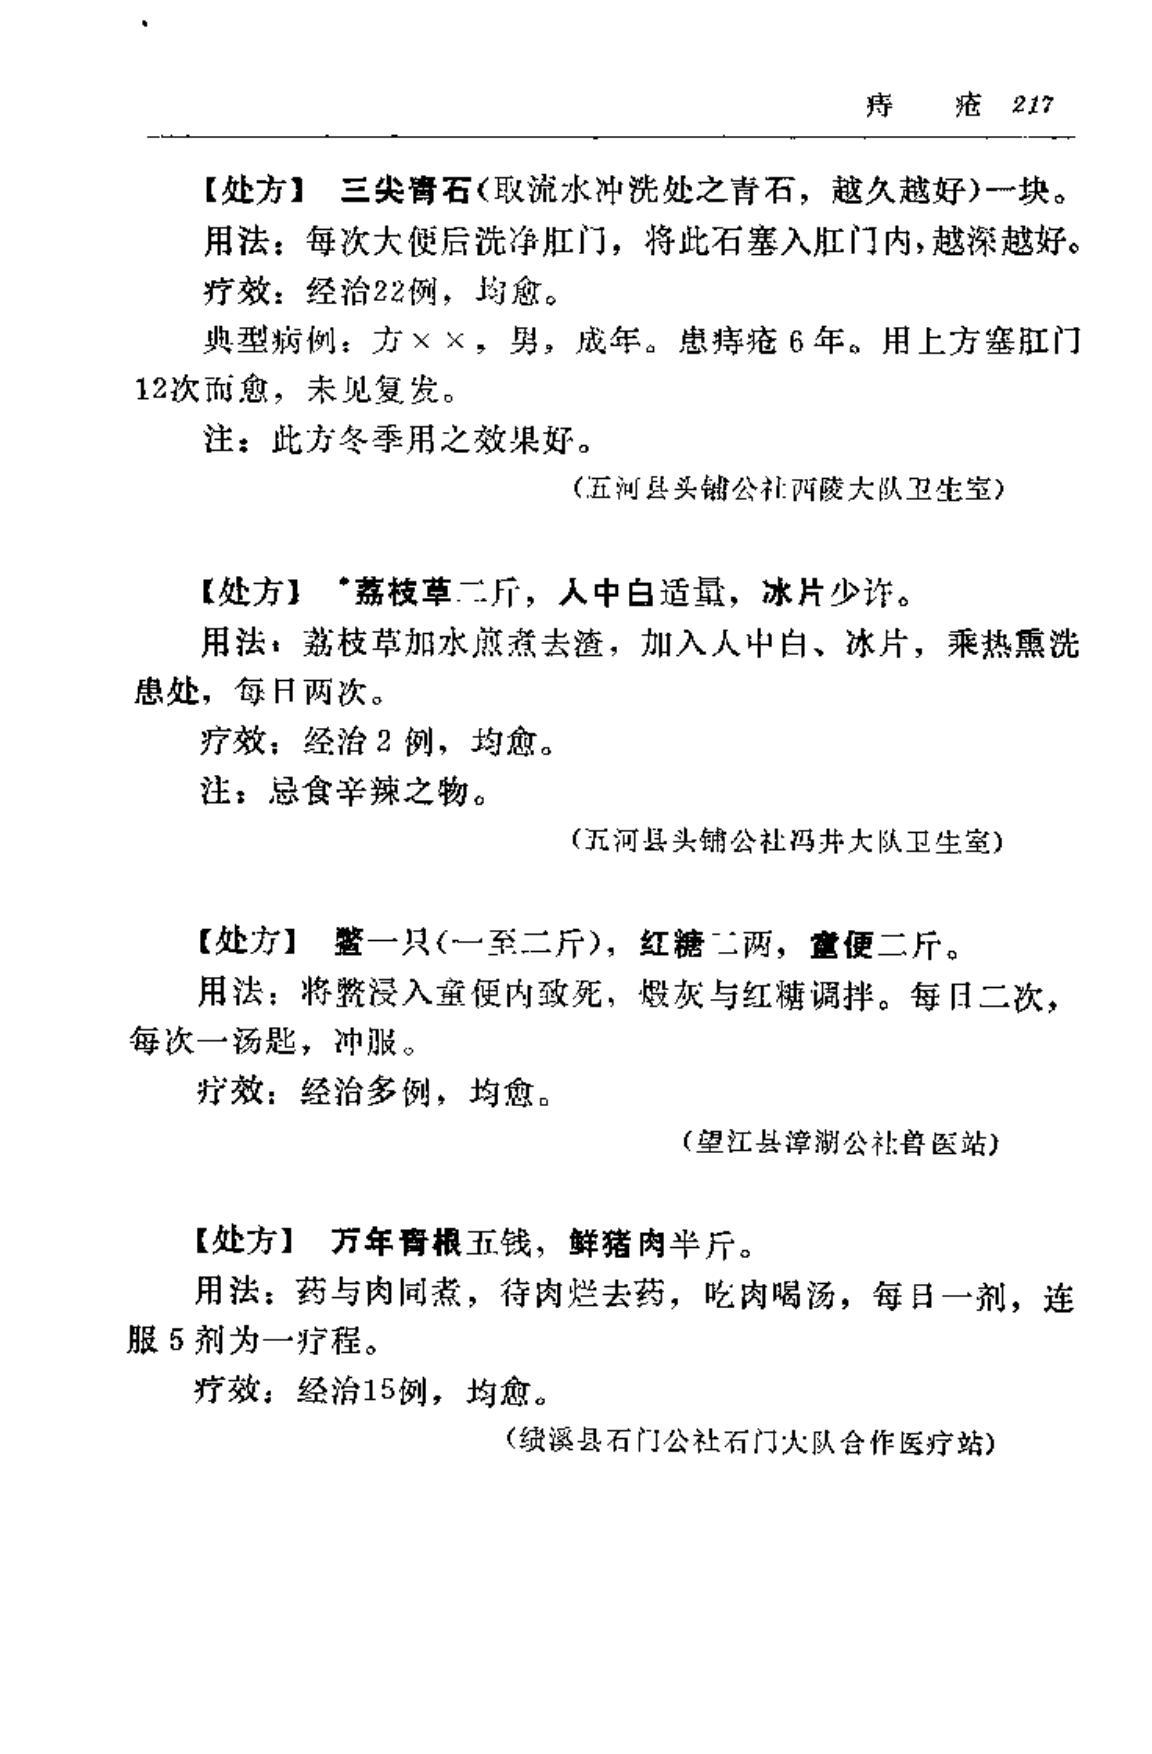 痔 疮 217
【处方】 三尖青石(取流水冲洗处之青石，越久越好)一块。
用法：每次大便后洗净肛门，将此石塞入肛门内，越深越好。
疗效：经治22例，均愈。
典型病例：方××，男，成年。患痔疮6年。用上方塞肛门
12次而愈，未见复发。
注：此方冬季用之效果好。
(五河县头铺公社西陵大队卫生室)
【处方】 *荔枝草二斤，人中白适量，冰片少许。
用法：荔枝草加水煎煮去渣，加入人中白、冰片，乘热熏洗
患处，每日两次。
疗效：经治2例，均愈。
注：忌食辛辣之物。
(五河县头铺公社冯井大队卫生室)
【处方】 鳖一只(一至二斤)，红糖二两，童便二斤。
用法：将鳖浸入童便内致死，煅灰与红糖调拌。每日二次，
每次一汤匙，冲服。
疗效：经治多例，均愈。
(望江县漳湖公社兽医站)
【处方】 万年青根五钱，鲜猪肉半斤。
用法：药与肉同煮，待肉烂去药，吃肉喝汤，每日一剂，连
服5剂为一疗程。
疗效：经治15例，均愈。
(绩溪县石门公社石门大队合作医疗站)